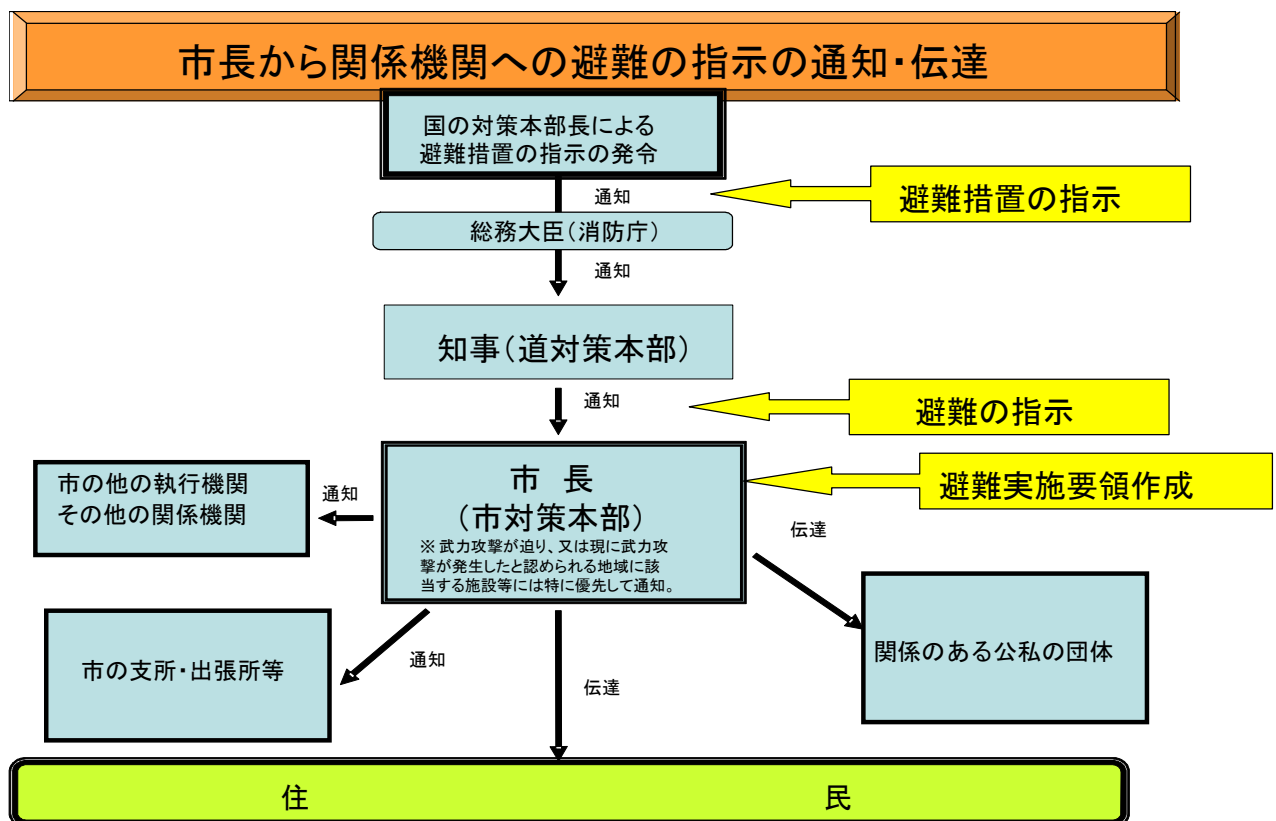 市長から関係機関への避難の指示の通知・伝達
国の対策本部長による
避難措置の指示の発令
通知
避難措置の指示
総務大臣(消防庁)
通知
知事(道対策本部)
通知
避難の指示
市 長
(市対策本部)
※ 武力攻撃が迫り、又は現に武力攻
撃が発生したと認められる地域に該
当する施設等には特に優先して通知。
避難実施要領作成
市の他の執行機関
その他の関係機関
通知
伝達
関係のある公私の団体
市の支所・出張所等
通知
伝達
住 民